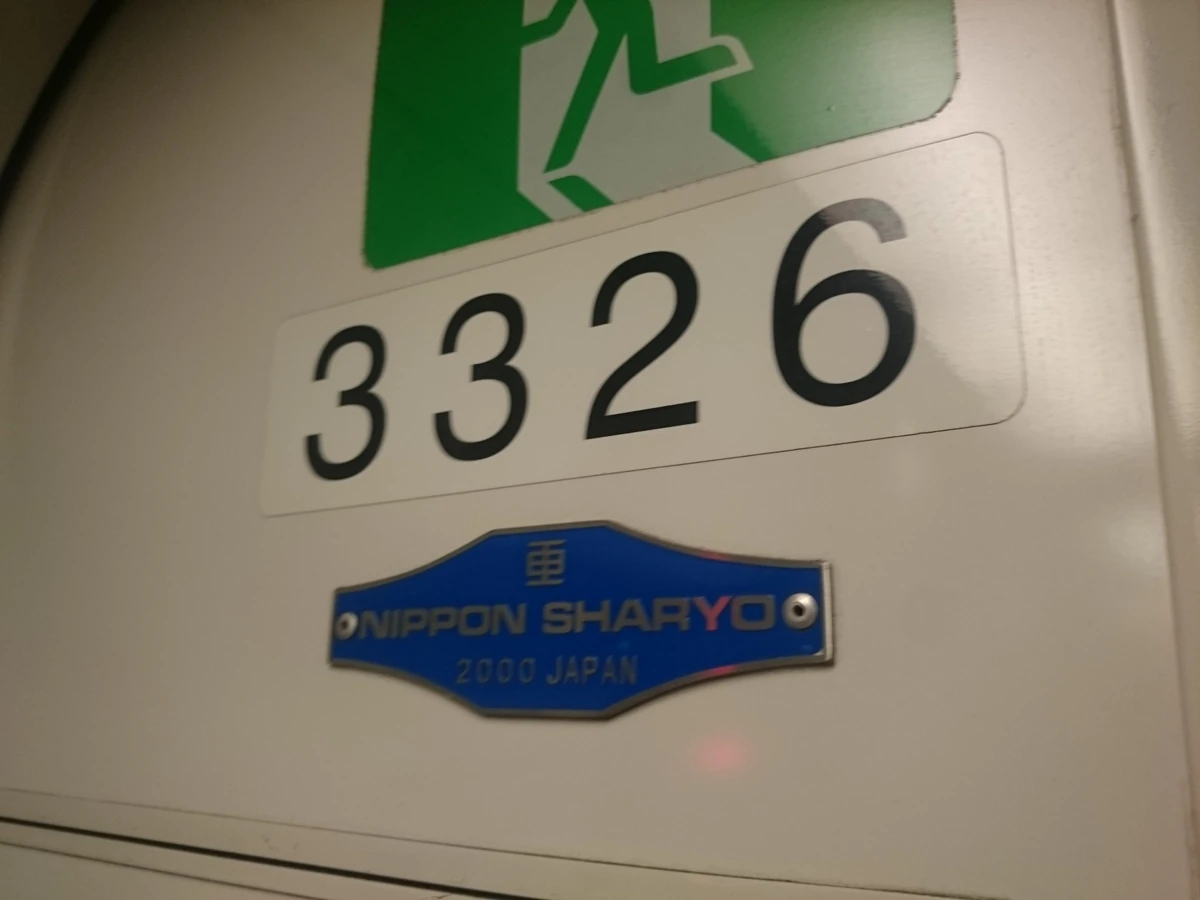 3326
車
NIPPON SHARYO
2000 JAPAN